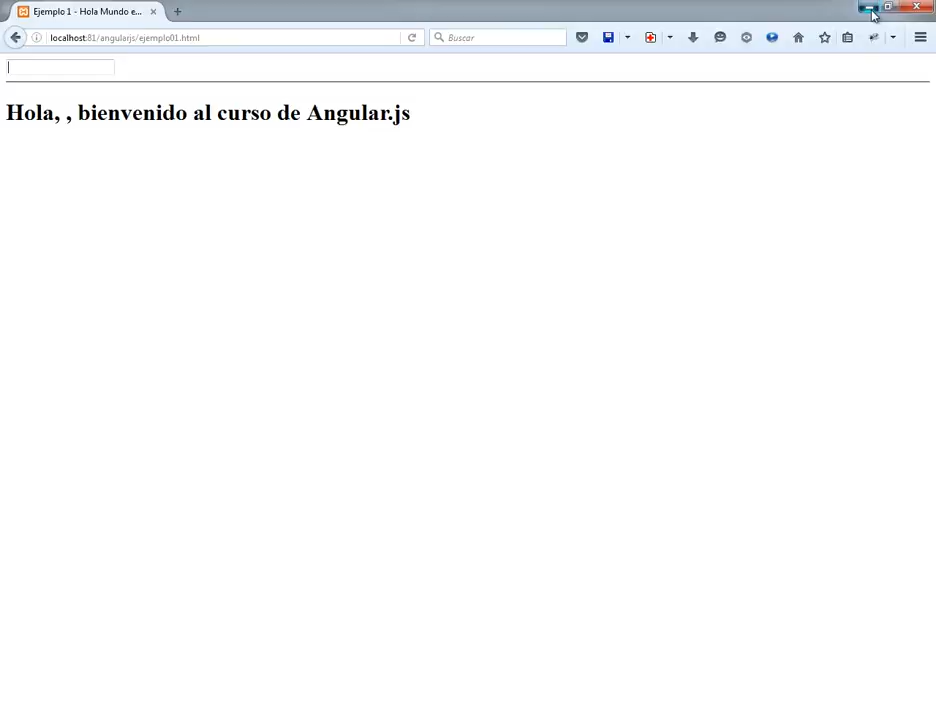 Ejemplo 1 - Hola Mundo e...
localhost:81/angularjs/ejemplo01.html
Buscar
Hola, , bienvenido al curso de Angular.js